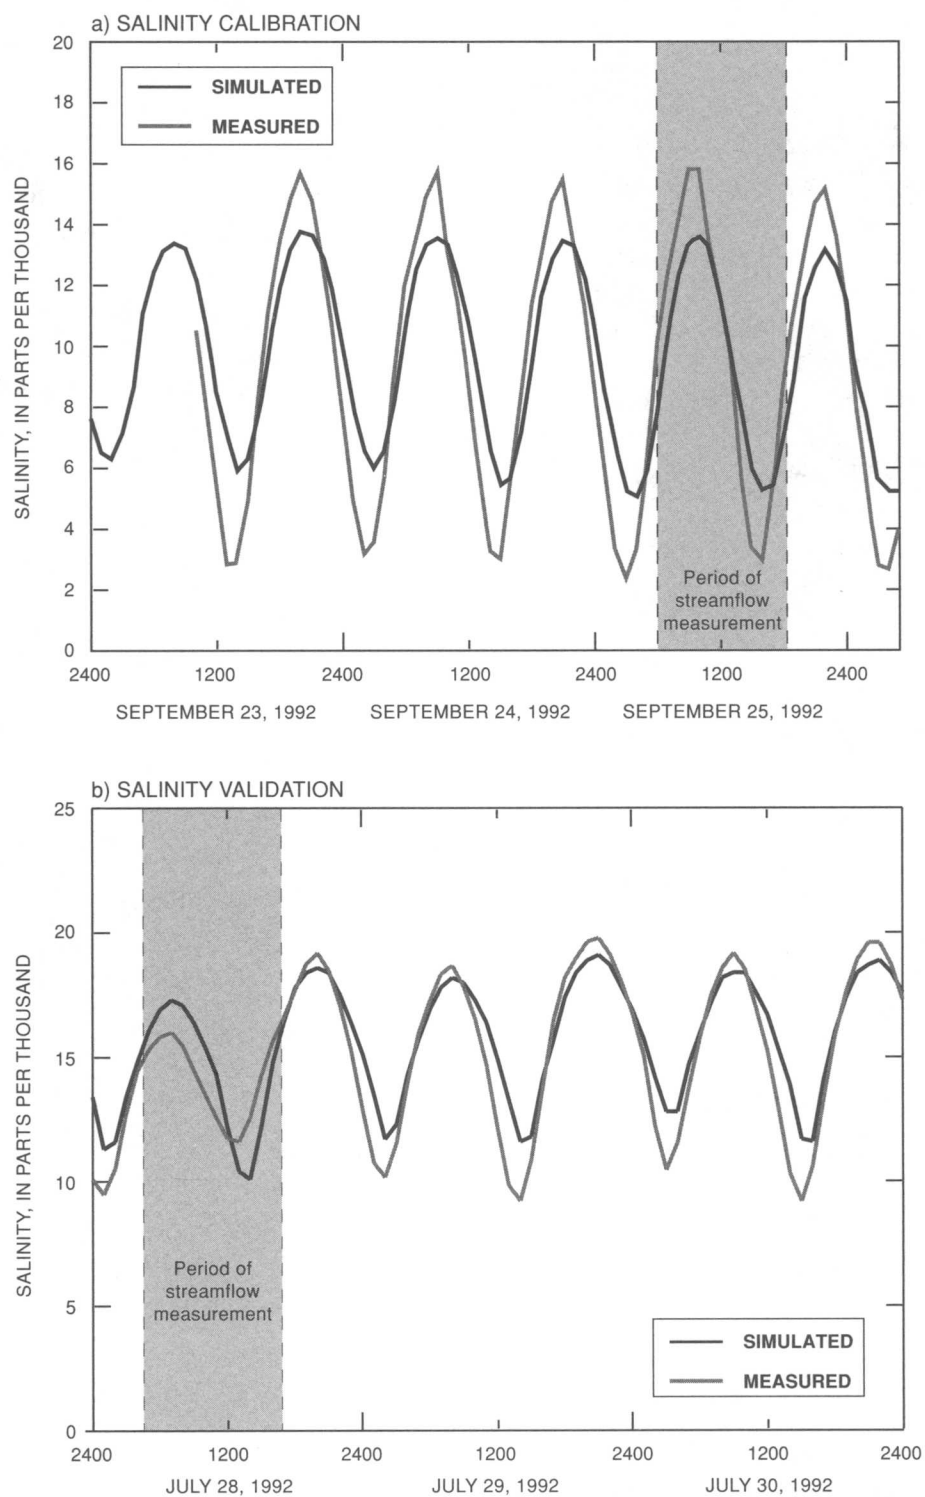 a) SALINITY CALIBRATION
20
18
16
14
12
10
8
6
4
2
0
SALINITY, IN PARTS PER THOUSAND
SIMULATED
MEASURED
Period of
streamflow
measurement
2400 1200 2400 1200 2400 1200 2400
SEPTEMBER 23, 1992 SEPTEMBER 24, 1992 SEPTEMBER 25, 1992
b) SALINITY VALIDATION
25
20
15
10
5
0
SALINITY, IN PARTS PER THOUSAND
Period of
streamflow
measurement
SIMULATED
MEASURED
2400 1200 2400 1200 2400 1200 2400
JULY 28, 1992 JULY 29, 1992 JULY 30, 1992